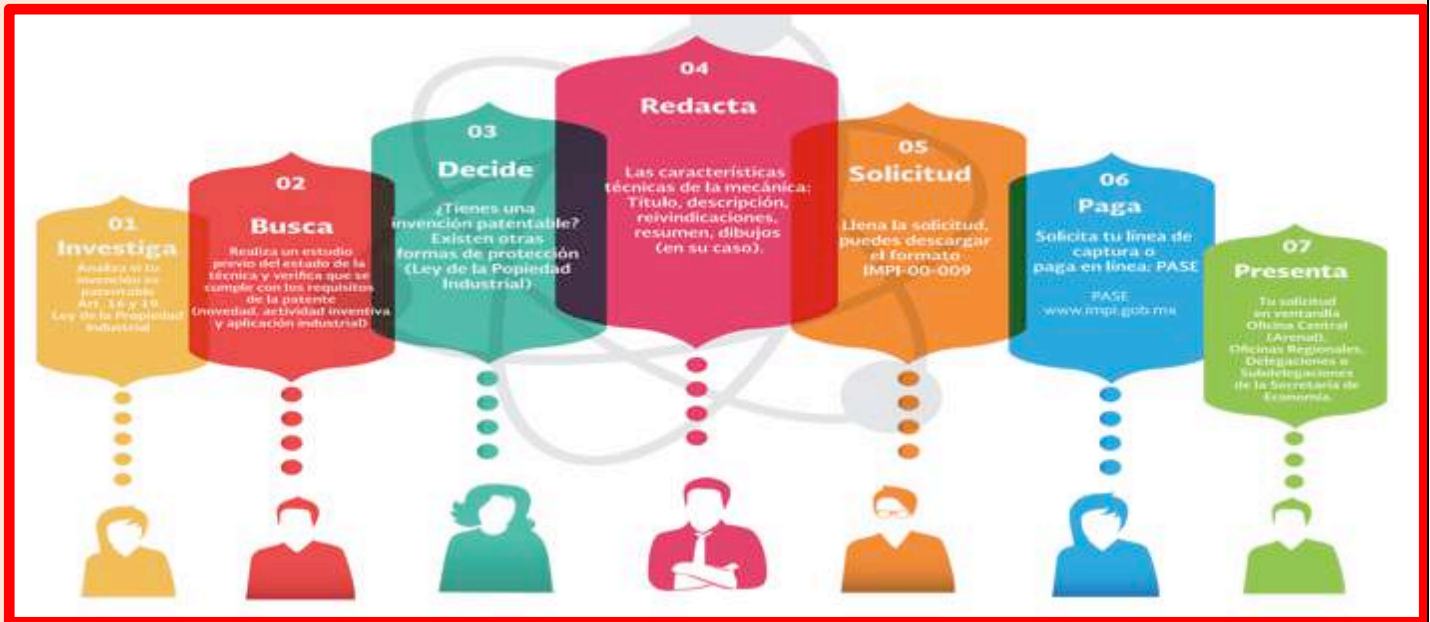 01
Investiga
Analiza si tu
invención es
patentable
Art. 16 y 19
Ley de la Propiedad
Industrial
02
Busca
Realiza un estudio
previo del estado de la
técnica y verifica que se
cumple con los requisitos
de la patente
(novedad, actividad inventiva
y aplicación industrial)
03
Decide
¿Tienes una
invención patentable?
Existen otras
formas de protección
(Ley de la Popiedad
Industrial)
04
Redacta
Las características
técnicas de la mecánica:
Título, descripción,
reivindicaciones,
resumen, dibujos
(en su caso).
05
Solicitud
Llena la solicitud,
puedes descargar
el formato
IMPI-00-009
06
Paga
Solicita tu línea de
captura o
paga en línea: PASE
PASE
www.impi.gob.mx
07
Presenta
Tu solicitud
en ventanilla
Oficina Central
(Arenal),
Oficinas Regionales,
Delegaciones o
Subdelegaciones
de la Secretaría de
Economía.